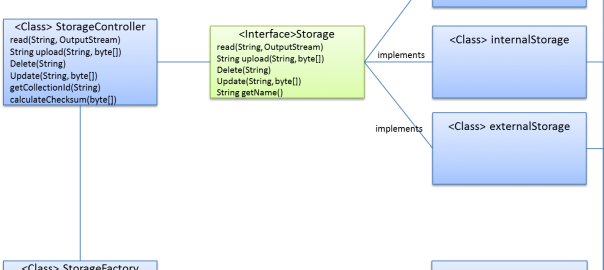 <Class> StorageController
read(String, OutputStream)
String upload(String, byte[])
Delete(String)
Update(String, byte[])
getCollectionId(String)
calculateChecksum(byte[])
<Interface>Storage
read(String, OutputStream)
String upload(String, byte[])
Delete(String)
Update(String, byte[])
String getName()
implements
<Class> internalStorage
implements
<Class> externalStorage
<Class> StorageFactory